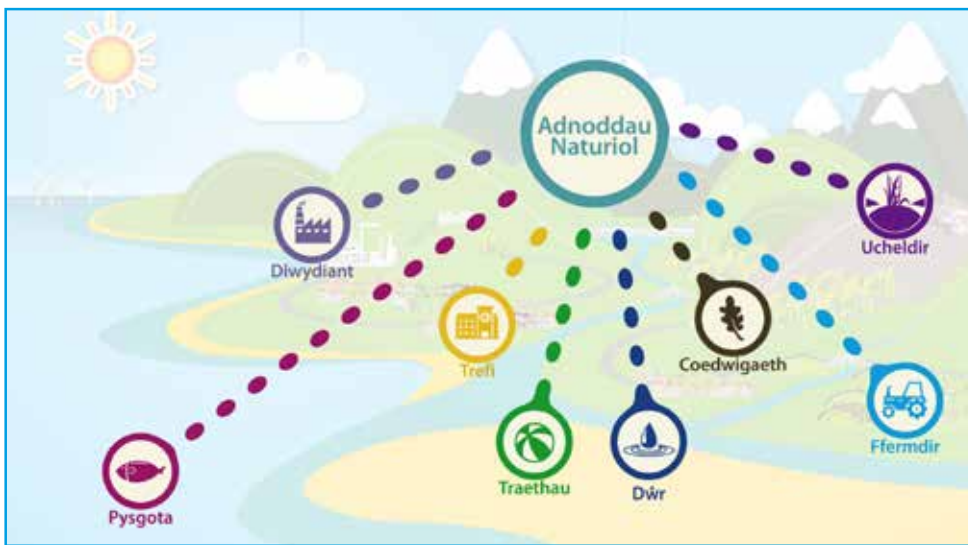 Adnoddau
Naturiol
Diwydiant
Ucheldir
Trefi
Coedwigaeth
Ffermdir
Traethau
Dŵr
Pysgota